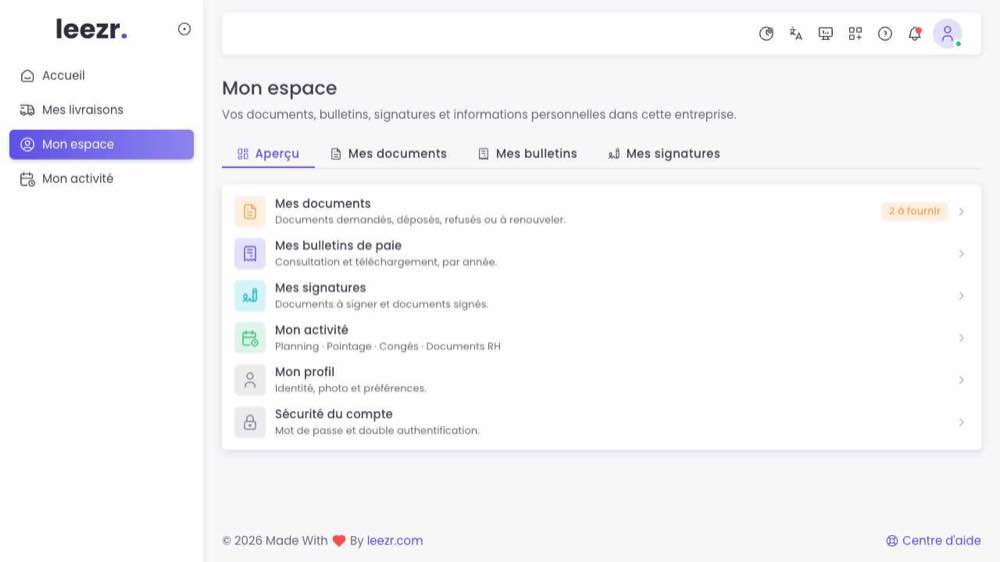 leezr.
Accueil
Mes livraisons
Mon espace
Mon activité
Mon espace
Vos documents, bulletins, signatures et informations personnelles dans cette entreprise.
Aperçu
Mes documents
Mes bulletins
Mes signatures
Mes documents
Documents demandés, déposés, refusés ou à renouveler.
2 à fournir
Mes bulletins de paie
Consultation et téléchargement, par année.
Mes signatures
Documents à signer et documents signés.
Mon activité
Planning · Pointage · Congés · Documents RH
Mon profil
Identité, photo et préférences.
Sécurité du compte
Mot de passe et double authentification.
© 2026 Made With ❤ By leezr.com
Centre d'aide